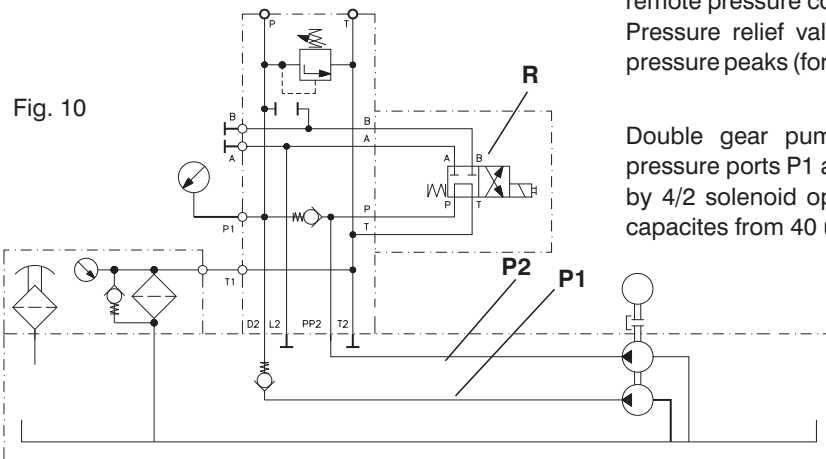 remote pressure co
Pressure relief val
pressure peaks (for
Double gear pum
pressure ports P1 a
by 4/2 solenoid op
capacites from 40 u
Fig. 10
P T
R
B B
A A
A B
P T
P1 P
T
T1
P2
P1
D2 L2 PP2 T2